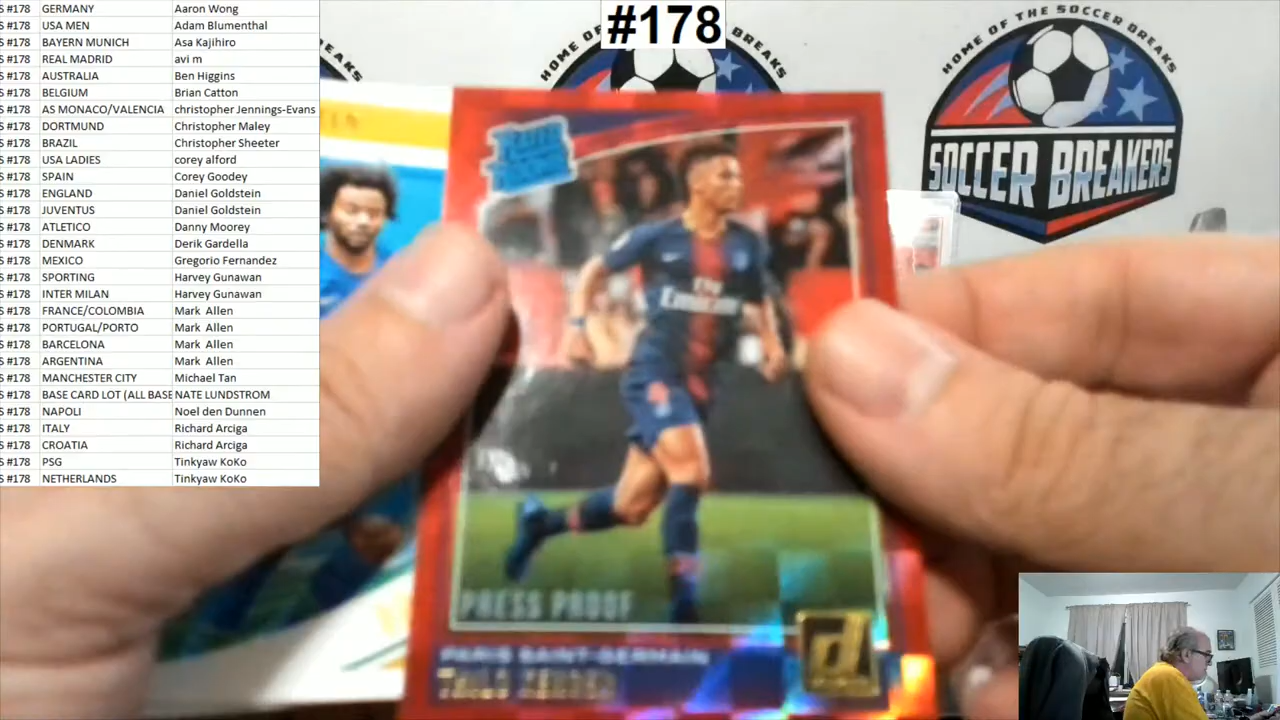 #178
S #178 GERMANY Aaron Wong
S #178 USA MEN Adam Blumenthal
S #178 BAYERN MUNICH Asa Kajihiro
S #178 REAL MADRID avi m
S #178 AUSTRALIA Ben Higgins
S #178 BELGIUM Brian Catton
S #178 AS MONACO/VALENCIA christopher Jennings-Evans
S #178 DORTMUND Christopher Maley
S #178 BRAZIL Christopher Sheeter
S #178 USA LADIES corey alford
S #178 SPAIN Corey Goodey
S #178 ENGLAND Daniel Goldstein
S #178 JUVENTUS Daniel Goldstein
S #178 ATLETICO Danny Moorey
S #178 DENMARK Derik Gardella
S #178 MEXICO Gregorio Fernandez
S #178 SPORTING Harvey Gunawan
S #178 INTER MILAN Harvey Gunawan
S #178 FRANCE/COLOMBIA Mark Allen
S #178 PORTUGAL/PORTO Mark Allen
S #178 BARCELONA Mark Allen
S #178 ARGENTINA Mark Allen
S #178 MANCHESTER CITY Michael Tan
S #178 BASE CARD LOT (ALL BASE NATE LUNDSTROM
S #178 NAPOLI Noel den Dunnen
S #178 ITALY Richard Arciga
S #178 CROATIA Richard Arciga
S #178 PSG Tinkyaw KoKo
S #178 NETHERLANDS Tinkyaw KoKo
HOME OF THE SOCCER BREAKS
SOCCER BREAKERS
HOME OF
BREAKS
Fly
Emirates
PRESS PROOF
PARIS SAINT-GERMAIN